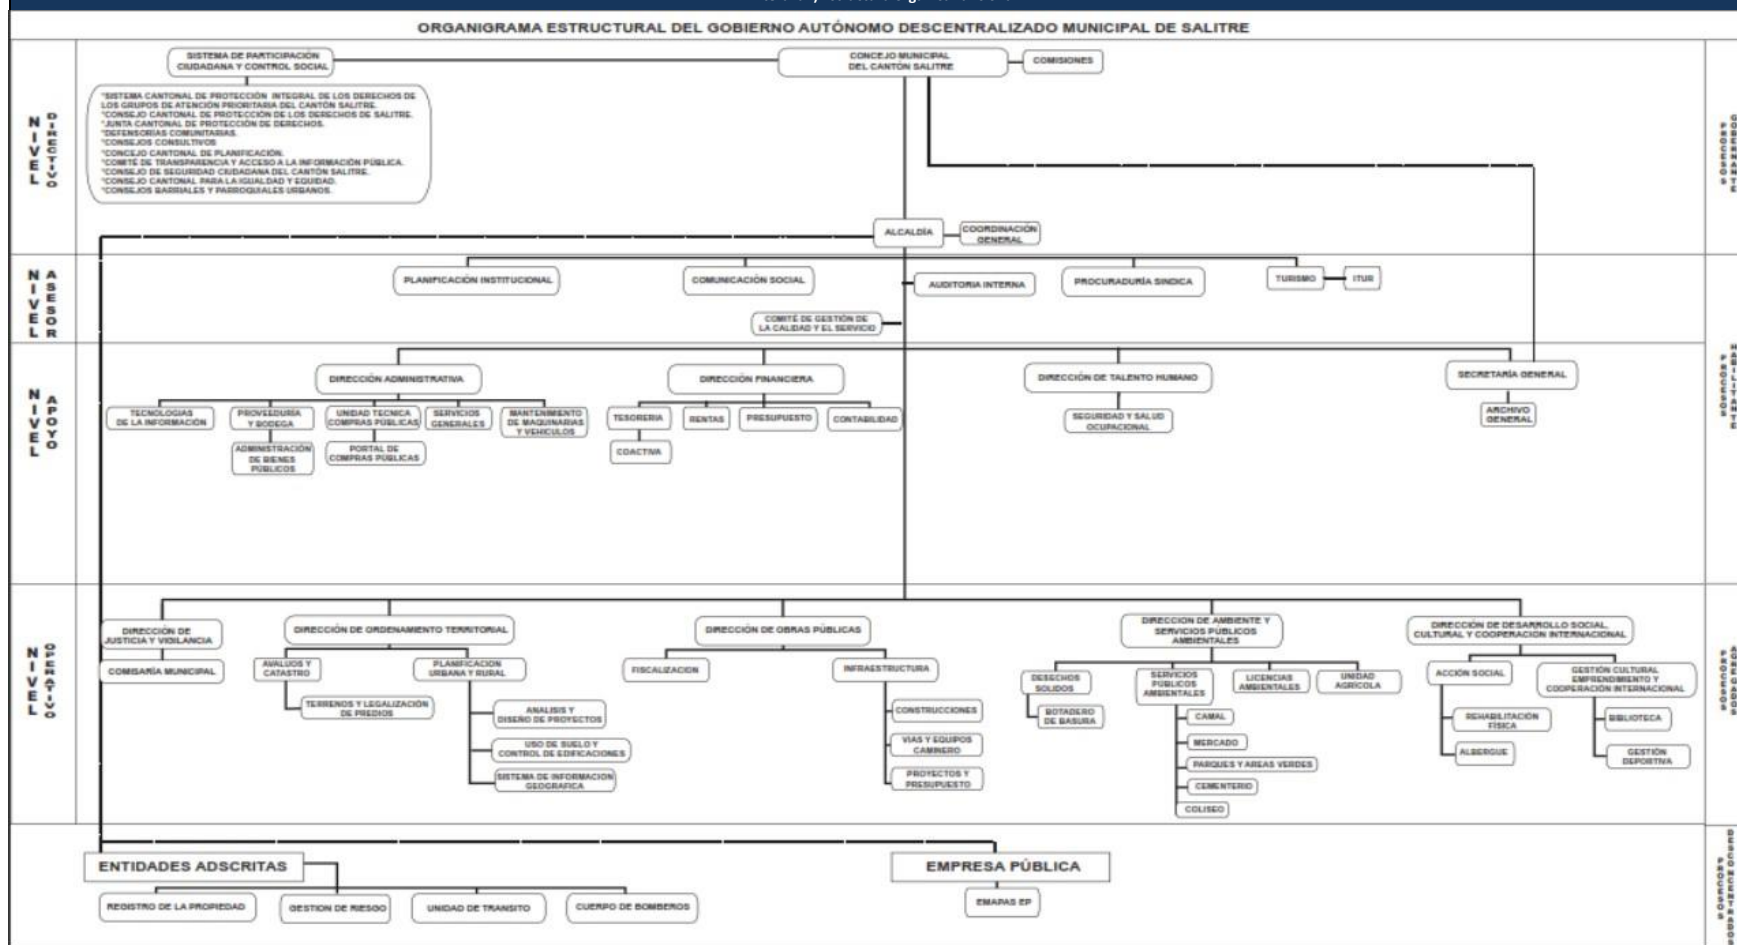 ORGANIGRAMA ESTRUCTURAL DEL GOBIERNO AUTÓNOMO DESCENTRALIZADO MUNICIPAL DE SALITRE
NIVEL DIRECTIVO
PROCESOS GOBERNANTE
SISTEMA DE PARTICIPACIÓN
CIUDADANA Y CONTROL SOCIAL
CONCEJO MUNICIPAL
DEL CANTÓN SALITRE
COMISIONES
*SISTEMA CANTONAL DE PROTECCIÓN INTEGRAL DE LOS DERECHOS DE
LOS GRUPOS DE ATENCIÓN PRIORITARIA DEL CANTÓN SALITRE.
*CONSEJO CANTONAL DE PROTECCIÓN DE LOS DERECHOS DE SALITRE.
*JUNTA CANTONAL DE PROTECCIÓN DE DERECHOS.
*DEFENSORÍAS COMUNITARIAS.
*CONSEJOS CONSULTIVOS
*CONCEJO CANTONAL DE PLANIFICACIÓN.
*COMITÉ DE TRANSPARENCIA Y ACCESO A LA INFORMACIÓN PÚBLICA.
*CONSEJO DE SEGURIDAD CIUDADANA DEL CANTÓN SALITRE.
*CONSEJO CANTONAL PARA LA IGUALDAD Y EQUIDAD.
*CONSEJOS BARRIALES Y PARROQUIALES URBANOS.
ALCALDÍA
COORDINACIÓN
GENERAL
NIVEL ASESOR
PLANIFICACIÓN INSTITUCIONAL
COMUNICACIÓN SOCIAL
AUDITORIA INTERNA
PROCURADURÍA SINDICA
TURISMO
ITUR
COMITÉ DE GESTIÓN DE
LA CALIDAD Y EL SERVICIO
NIVEL APOYO
PROCESOS HABILITANTE
DIRECCIÓN ADMINISTRATIVA
DIRECCIÓN FINANCIERA
DIRECCIÓN DE TALENTO HUMANO
SECRETARÍA GENERAL
TECNOLOGIAS
DE LA INFORMACIÓN
PROVEEDURÍA
Y BODEGA
UNIDAD TECNICA
COMPRAS PÚBLICAS
SERVICIOS
GENERALES
MANTENIMIENTO
DE MAQUINARIAS
Y VEHICULOS
TESORERIA
RENTAS
PRESUPUESTO
CONTABILIDAD
SEGURIDAD Y SALUD
OCUPACIONAL
ARCHIVO
GENERAL
ADMINISTRACIÓN
DE BIENES
PÚBLICOS
PORTAL DE
COMPRAS PÚBLICAS
COACTIVA
NIVEL OPERATIVO
PROCESOS AGREGADOS
DIRECCIÓN DE
JUSTICIA Y VIGILANCIA
DIRECCIÓN DE ORDENAMIENTO TERRITORIAL
DIRECCIÓN DE OBRAS PÚBLICAS
DIRECCION DE AMBIENTE Y
SERVICIOS PÚBLICOS
AMBIENTALES
DIRECCIÓN DE DESARROLLO SOCIAL,
CULTURAL Y COOPERACIÓN INTERNACIONAL
COMISARÍA MUNICIPAL
AVALUOS Y
CATASTRO
PLANIFICACION
URBANA Y RURAL
FISCALIZACION
INFRAESTRUCTURA
DESECHOS
SOLIDOS
SERVICIOS
PÚBLICOS
AMBIENTALES
LICENCIAS
AMBIENTALES
UNIDAD
AGRÍCOLA
ACCIÓN SOCIAL
GESTIÓN CULTURAL
EMPRENDIMIENTO Y
COOPERACIÓN INTERNACIONAL
TERRENOS Y LEGALIZACIÓN
DE PREDIOS
ANALISIS Y
DISEÑO DE PROYECTOS
USO DE SUELO Y
CONTROL DE EDIFICACIONES
SISTEMA DE INFORMACION
GEOGRAFICA
CONSTRUCCIONES
VIAS Y EQUIPOS
CAMINERO
PROYECTOS Y
PRESUPUESTO
BOTADERO
DE BASURA
CAMAL
MERCADO
PARQUES Y AREAS VERDES
CEMENTERIO
COLISEO
REHABILITACIÓN
FÍSICA
ALBERGUE
BIBLIOTECA
GESTIÓN
DEPORTIVA
PROCESOS DESCONCENTRADOS
ENTIDADES ADSCRITAS
EMPRESA PÚBLICA
REGISTRO DE LA PROPIEDAD
GESTION DE RIESGO
UNIDAD DE TRANSITO
CUERPO DE BOMBEROS
EMAPAS EP